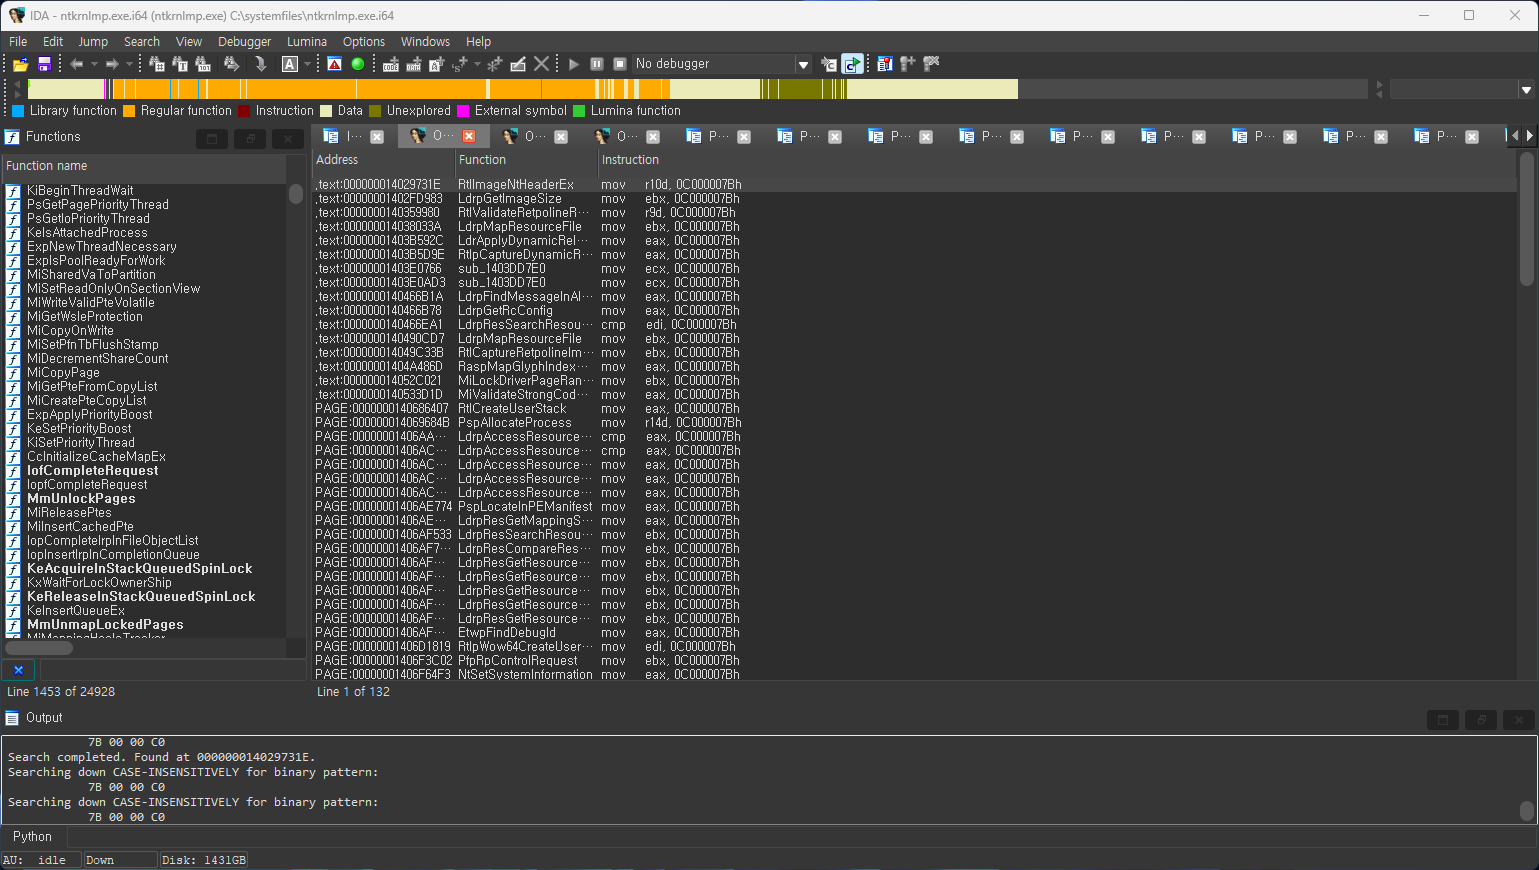 IDA - ntkrnlmp.exe.i64 (ntkrnlmp.exe) C:\systemfiles\ntkrnlmp.exe.i64
File Edit Jump Search View Debugger Lumina Options Windows Help
No debugger
Library function Regular function Instruction Data Unexplored External symbol Lumina function
Functions
Function name
KiBeginThreadWait
PsGetPagePriorityThread
PsGetIoPriorityThread
KeIsAttachedProcess
ExpNewThreadNecessary
ExpIsPoolReadyForWork
MiSharedVaToPartition
MiSetReadOnlyOnSectionView
MiWriteValidPteVolatile
MiGetWsleProtection
MiCopyOnWrite
MiSetPfnTbFlushStamp
MiDecrementShareCount
MiCopyPage
MiGetPteFromCopyList
MiCreatePteCopyList
ExpApplyPriorityBoost
KeSetPriorityBoost
KiSetPriorityThread
CcInitializeCacheMapEx
IofCompleteRequest
IopfCompleteRequest
MmUnlockPages
MiReleasePtes
MiInsertCachedPte
IopCompleteIrpInFileObjectList
IopInsertIrpInCompletionQueue
KeAcquireInStackQueuedSpinLock
KxWaitForLockOwnerShip
KeReleaseInStackQueuedSpinLock
KeInsertQueueEx
MmUnmapLockedPages
Line 1453 of 24928
I… O… O… O… P… P… P… P… P… P… P… P… P…
Address Function Instruction
.text:000000014029731E RtlImageNtHeaderEx mov r10d, 0C000007Bh
.text:00000001402FD983 LdrpGetImageSize mov ebx, 0C000007Bh
.text:0000000140359980 RtlValidateRetpolineR… mov r9d, 0C000007Bh
.text:000000014038033A LdrpMapResourceFile mov ebx, 0C000007Bh
.text:00000001403B592C LdrApplyDynamicRel… mov eax, 0C000007Bh
.text:00000001403B5D9E RtlpCaptureDynamicR… mov eax, 0C000007Bh
.text:00000001403E0766 sub_1403DD7E0 mov ecx, 0C000007Bh
.text:00000001403E0AD3 sub_1403DD7E0 mov ecx, 0C000007Bh
.text:0000000140466B1A LdrpFindMessageInAl… mov eax, 0C000007Bh
.text:0000000140466B78 LdrpGetRcConfig mov eax, 0C000007Bh
.text:0000000140466EA1 LdrpResSearchResou… cmp edi, 0C000007Bh
.text:0000000140490CD7 LdrpMapResourceFile mov ebx, 0C000007Bh
.text:000000014049C33B RtlCaptureRetpolineIm… mov ebx, 0C000007Bh
.text:00000001404A486D RaspMapGlyphIndex… mov eax, 0C000007Bh
.text:000000014052C021 MiLockDriverPageRan… mov ebx, 0C000007Bh
.text:0000000140533D1D MiValidateStrongCod… mov eax, 0C000007Bh
PAGE:0000000140686407 RtlCreateUserStack mov eax, 0C000007Bh
PAGE:000000014069684B PspAllocateProcess mov r14d, 0C000007Bh
PAGE:00000001406AA… LdrpAccessResource… cmp eax, 0C000007Bh
PAGE:00000001406AC… LdrpAccessResource… cmp eax, 0C000007Bh
PAGE:00000001406AC… LdrpAccessResource… mov eax, 0C000007Bh
PAGE:00000001406AC… LdrpAccessResource… mov eax, 0C000007Bh
PAGE:00000001406AC… LdrpAccessResource… mov eax, 0C000007Bh
PAGE:00000001406AE774 PspLocateInPEManifest mov eax, 0C000007Bh
PAGE:00000001406AE… LdrpResGetMappingS… mov eax, 0C000007Bh
PAGE:00000001406AF533 LdrpResSearchResou… mov ebx, 0C000007Bh
PAGE:00000001406AF7… LdrpResCompareRes… mov ebx, 0C000007Bh
PAGE:00000001406AF… LdrpResGetResource… mov ebx, 0C000007Bh
PAGE:00000001406AF… LdrpResGetResource… mov ebx, 0C000007Bh
PAGE:00000001406AF… LdrpResGetResource… mov ebx, 0C000007Bh
PAGE:00000001406AF… LdrpResGetResource… mov ebx, 0C000007Bh
PAGE:00000001406AF… LdrpResGetResource… mov ebx, 0C000007Bh
PAGE:00000001406AF… EtwpFindDebugId mov eax, 0C000007Bh
PAGE:00000001406D1819 RtlpWow64CreateUser… mov edi, 0C000007Bh
PAGE:00000001406F3C02 PfpRpControlRequest mov ebx, 0C000007Bh
PAGE:00000001406F64F3 NtSetSystemInformation mov eax, 0C000007Bh
Line 1 of 132
Output
7B 00 00 C0
Search completed. Found at 000000014029731E.
Searching down CASE-INSENSITIVELY for binary pattern:
7B 00 00 C0
Searching down CASE-INSENSITIVELY for binary pattern:
7B 00 00 C0
Python
AU: idle Down Disk: 1431GB